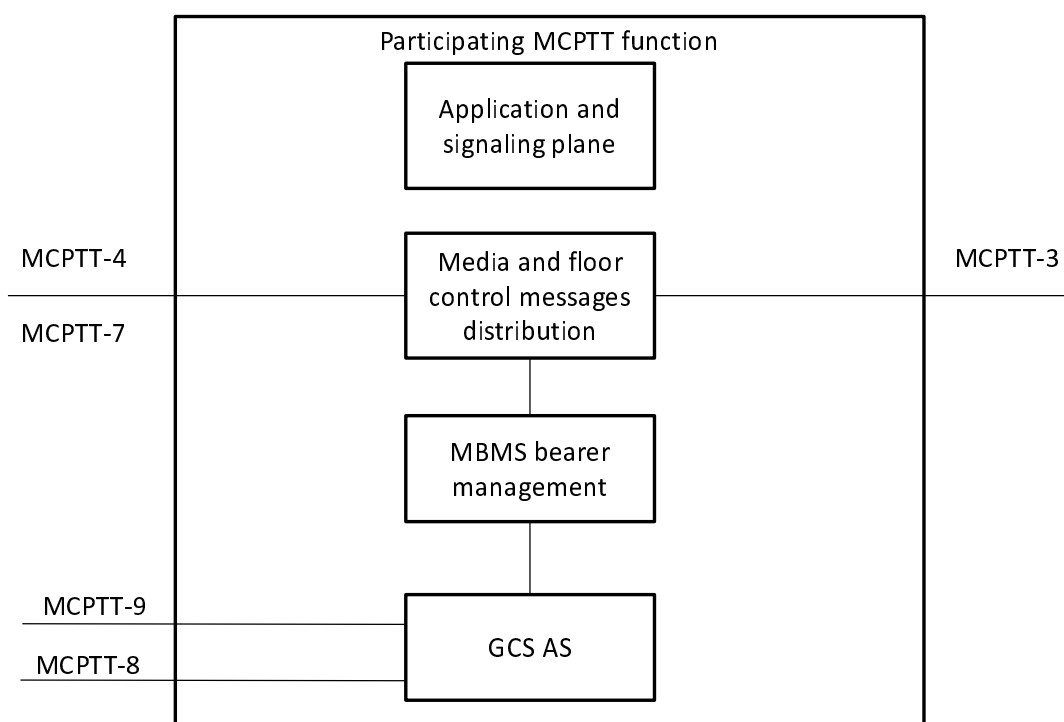 Participating MCPTT function
Application and
signaling plane
MCPTT-4
Media and floor
control messages
distribution
MCPTT-3
MCPTT-7
MBMS bearer
management
MCPTT-9
GCS AS
MCPTT-8